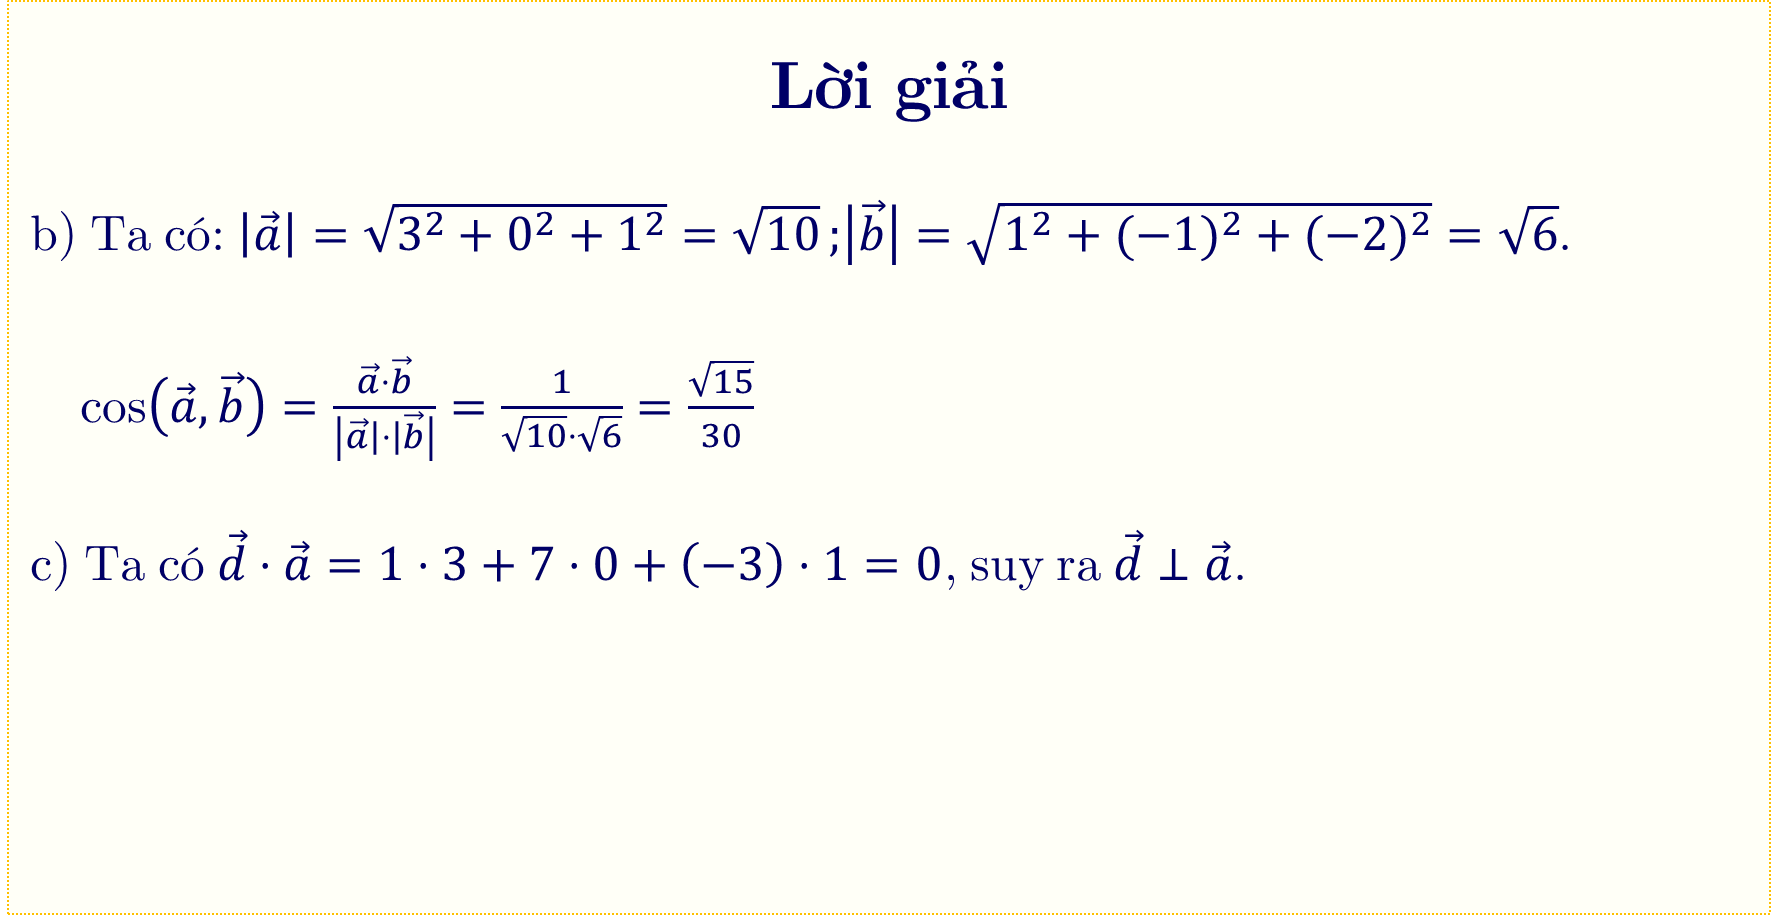 Lời giải
b) Ta có: |a⃗| = √(3² + 0² + 1²) = √10 ; |b⃗| = √(1² + (−1)² + (−2)²) = √6.
cos(a⃗, b⃗) = (a⃗·b⃗)/(|a⃗|·|b⃗|) = 1/(√10·√6) = √15/30
c) Ta có d⃗ · a⃗ = 1 · 3 + 7 · 0 + (−3) · 1 = 0, suy ra d⃗ ⊥ a⃗.